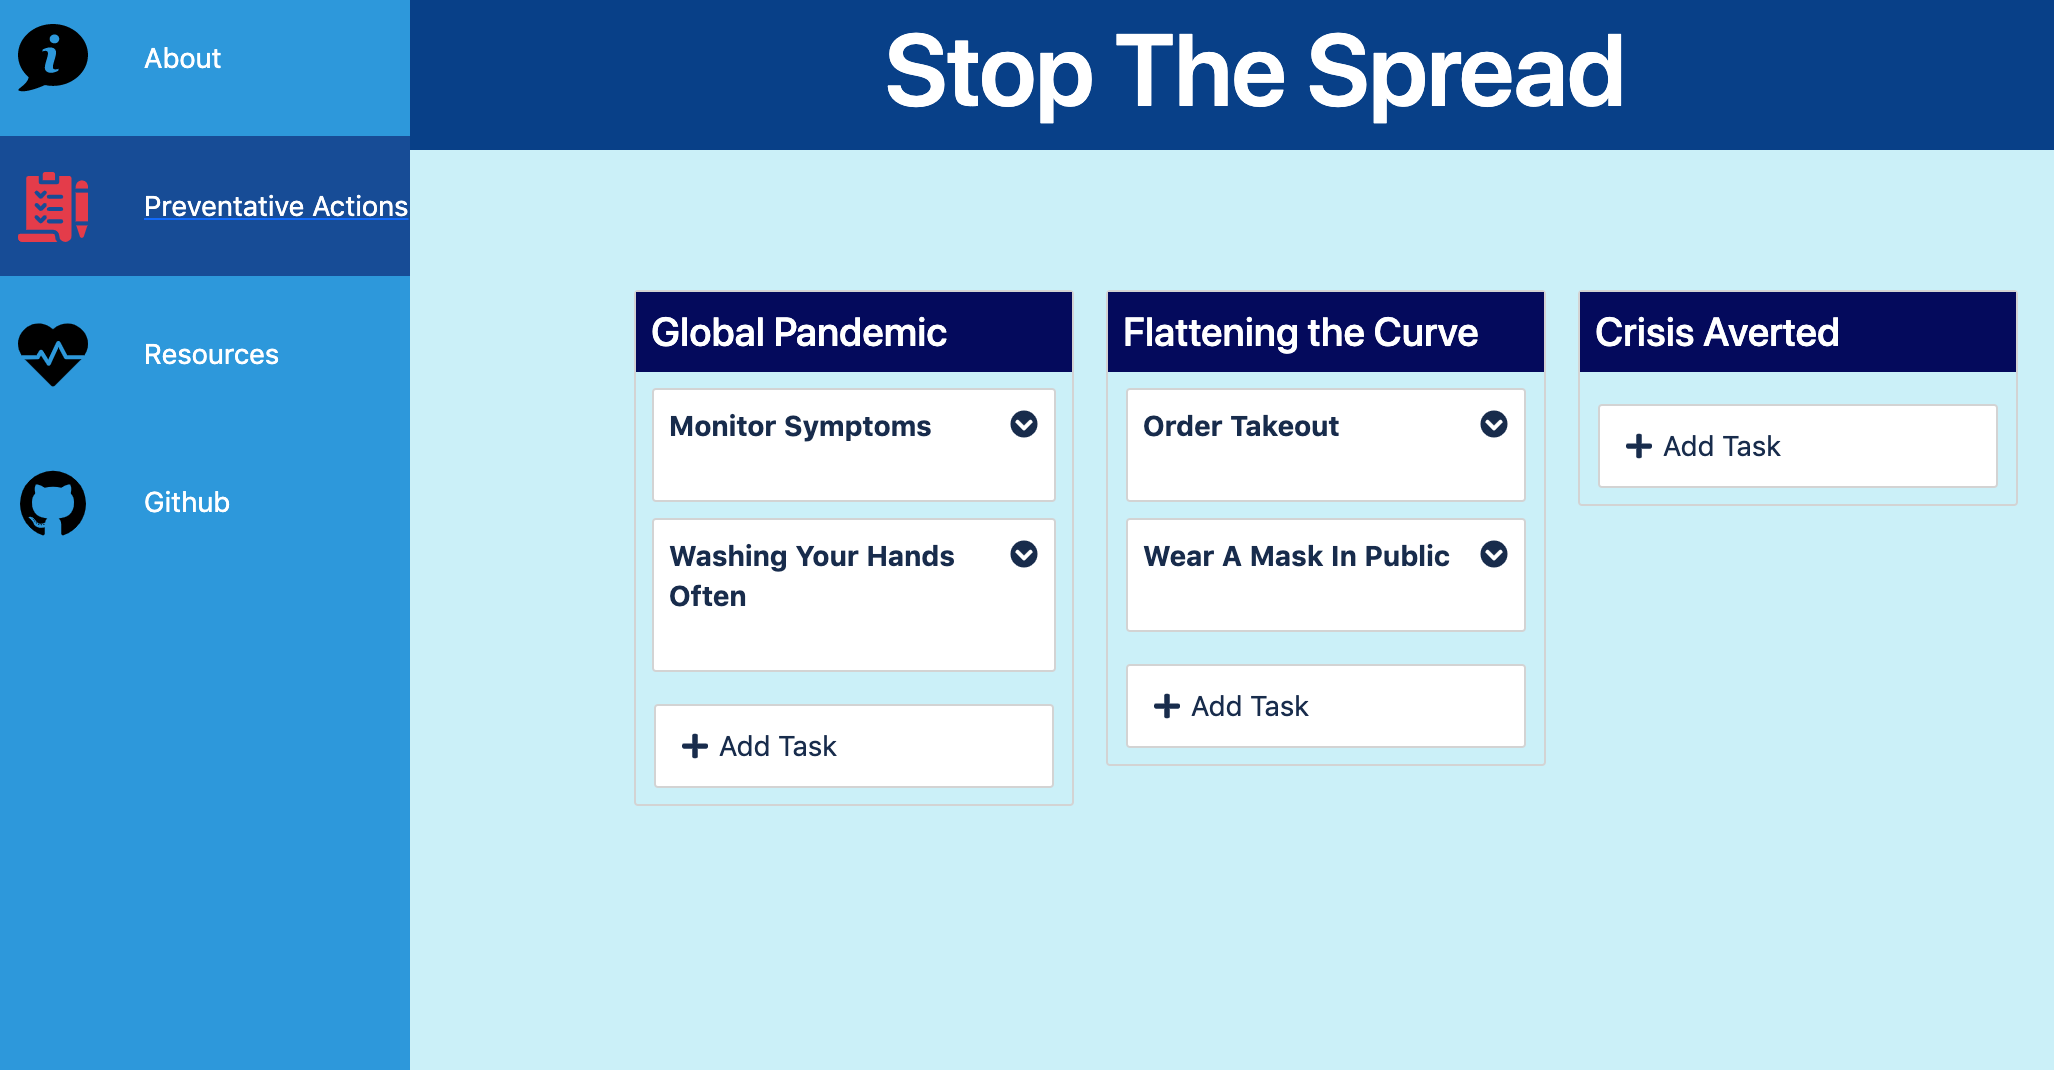 About
Preventative Actions
Resources
Github
Stop The Spread
Global Pandemic
Monitor Symptoms
Washing Your Hands
Often
Add Task
Flattening the Curve
Order Takeout
Wear A Mask In Public
Add Task
Crisis Averted
Add Task